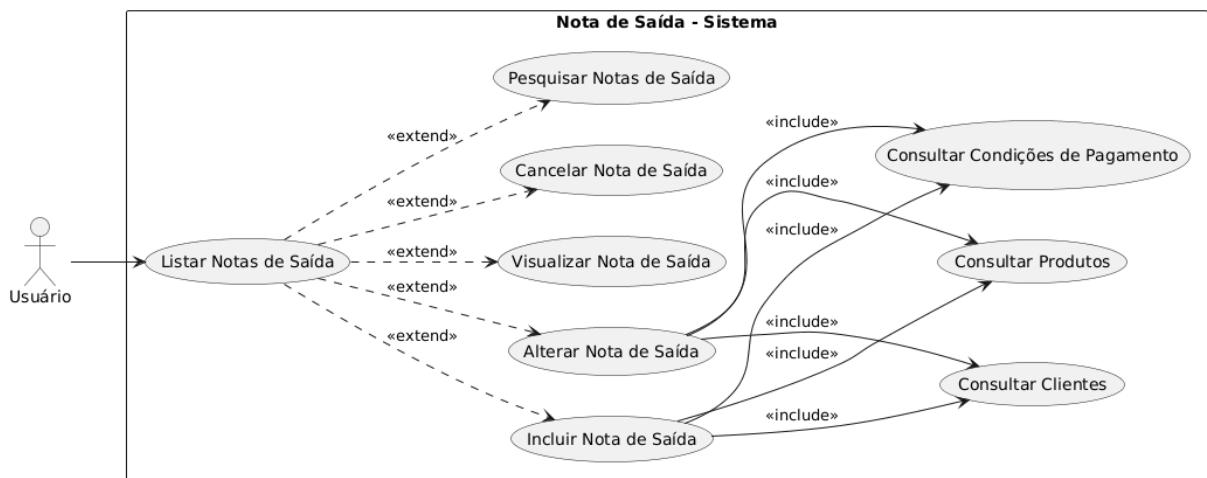 Nota de Saída - Sistema
Pesquisar Notas de Saída
«include»
«extend»
Consultar Condições de Pagamento
Cancelar Nota de Saída
«include»
«extend»
«include»
«extend»
Listar Notas de Saída
Visualizar Nota de Saída
Consultar Produtos
Usuário
«extend»
«include»
«extend»
Alterar Nota de Saída
«include»
Consultar Clientes
«include»
Incluir Nota de Saída